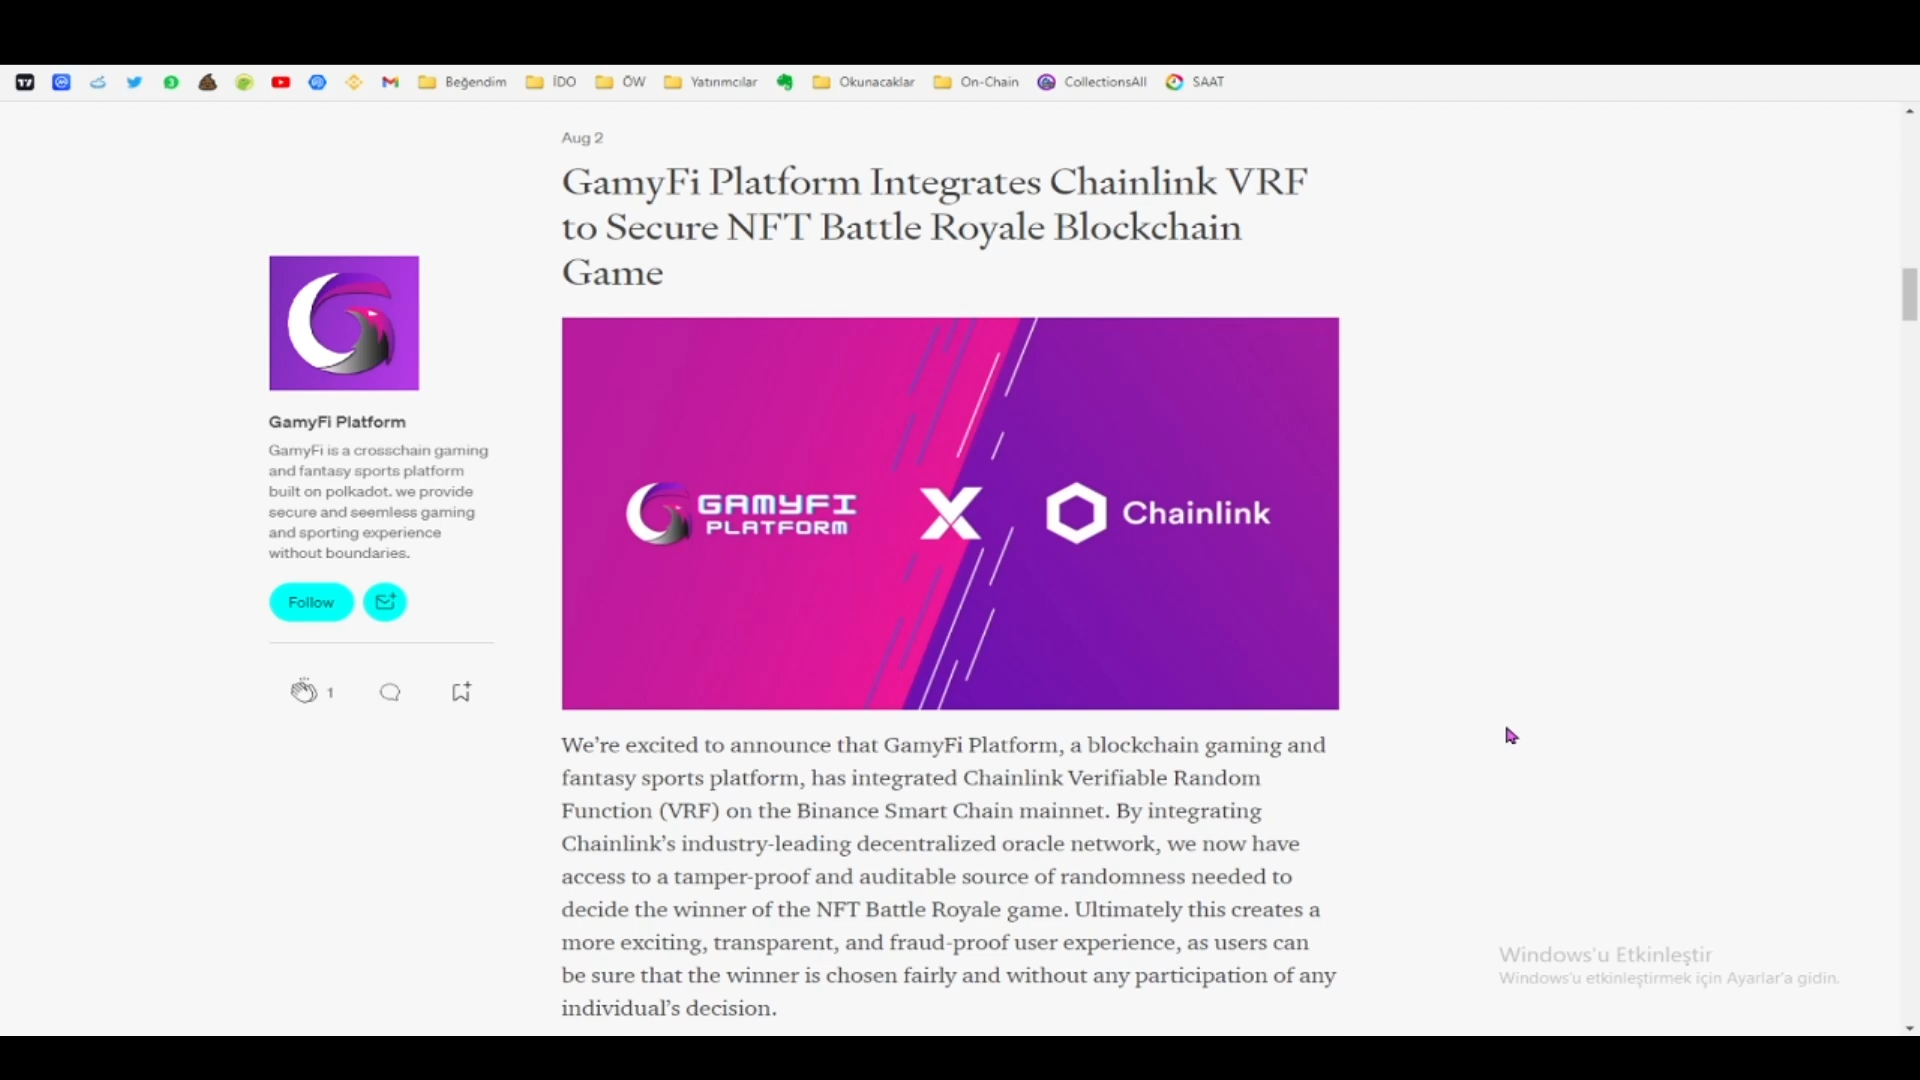 Beğendim
İDO
ÖW
Yatırımcılar
Okunacaklar
On-Chain
CollectionsAll
SAAT
Aug 2
GamyFi Platform Integrates Chainlink VRF
to Secure NFT Battle Royale Blockchain
Game
GamyFi Platform
GamyFi is a crosschain gaming
and fantasy sports platform
built on polkadot. we provide
secure and seemless gaming
and sporting experience
without boundaries.
Follow
1
GAMYFI
PLATFORM
X
Chainlink
We’re excited to announce that GamyFi Platform, a blockchain gaming and
fantasy sports platform, has integrated Chainlink Verifiable Random
Function (VRF) on the Binance Smart Chain mainnet. By integrating
Chainlink’s industry-leading decentralized oracle network, we now have
access to a tamper-proof and auditable source of randomness needed to
decide the winner of the NFT Battle Royale game. Ultimately this creates a
more exciting, transparent, and fraud-proof user experience, as users can
be sure that the winner is chosen fairly and without any participation of any
individual’s decision.
Windows'u Etkinleştir
Windows'u etkinleştirmek için Ayarlar'a gidin.